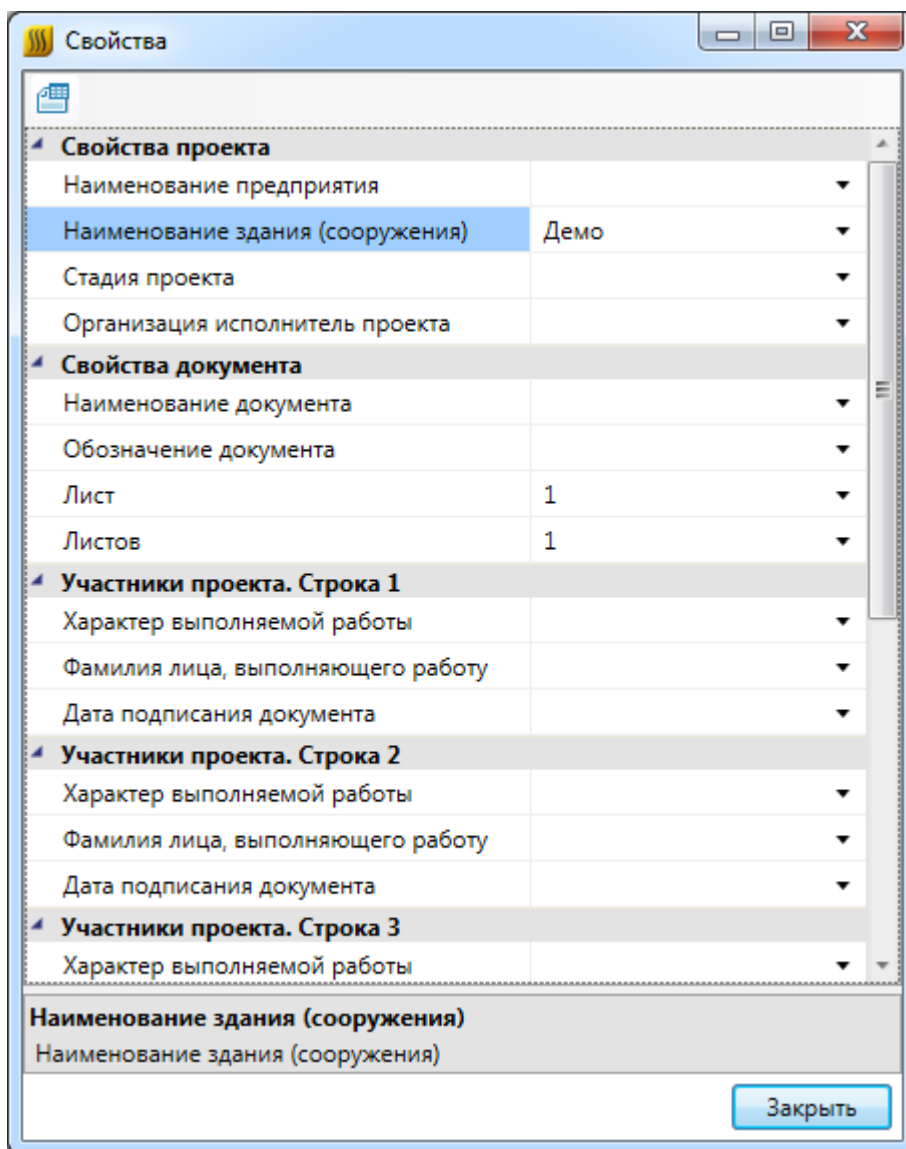 Свойства
Свойства проекта
Наименование предприятия
Наименование здания (сооружения) Демо
Стадия проекта
Организация исполнитель проекта
Свойства документа
Наименование документа
Обозначение документа
Лист 1
Листов 1
Участники проекта. Строка 1
Характер выполняемой работы
Фамилия лица, выполняющего работу
Дата подписания документа
Участники проекта. Строка 2
Характер выполняемой работы
Фамилия лица, выполняющего работу
Дата подписания документа
Участники проекта. Строка 3
Характер выполняемой работы
Наименование здания (сооружения)
Наименование здания (сооружения)
Закрыть